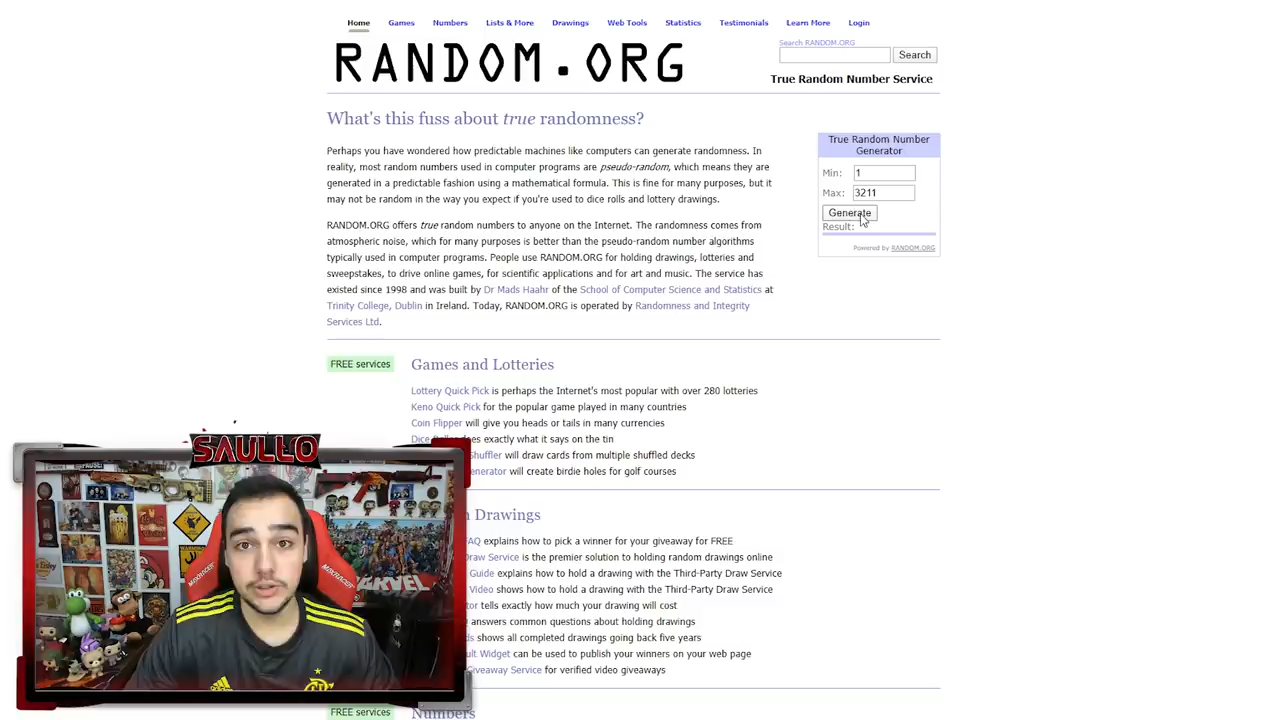 Home Games Numbers Lists & More Drawings Web Tools Statistics Testimonials Learn More Login
RANDOM.ORG
Search RANDOM.ORG
Search
True Random Number Service
What's this fuss about true randomness?
Perhaps you have wondered how predictable machines like computers can generate randomness. In
reality, most random numbers used in computer programs are pseudo-random, which means they are
generated in a predictable fashion using a mathematical formula. This is fine for many purposes, but it
may not be random in the way you expect if you're used to dice rolls and lottery drawings.
RANDOM.ORG offers true random numbers to anyone on the Internet. The randomness comes from
atmospheric noise, which for many purposes is better than the pseudo-random number algorithms
typically used in computer programs. People use RANDOM.ORG for holding drawings, lotteries and
sweepstakes, to drive online games, for scientific applications and for art and music. The service has
existed since 1998 and was built by Dr Mads Haahr of the School of Computer Science and Statistics at
Trinity College, Dublin in Ireland. Today, RANDOM.ORG is operated by Randomness and Integrity
Services Ltd.
True Random Number
Generator
Min: 1
Max: 3211
Generate
Result:
Powered by RANDOM.ORG
FREE services
Games and Lotteries
Lottery Quick Pick is perhaps the Internet's most popular with over 280 lotteries
Keno Quick Pick for the popular game played in many countries
Coin Flipper will give you heads or tails in many currencies
Dice does exactly what it says on the tin
Shuffler will draw cards from multiple shuffled decks
enerator will create birdie holes for golf courses
Drawings
FAQ explains how to pick a winner for your giveaway for FREE
Draw Service is the premier solution to holding random drawings online
Guide explains how to hold a drawing with the Third-Party Draw Service
Video shows how to hold a drawing with the Third-Party Draw Service
tor tells exactly how much your drawing will cost
answers common questions about holding drawings
ds shows all completed drawings going back five years
ult Widget can be used to publish your winners on your web page
Giveaway Service for verified video giveaways
FREE services
Numbers
SAULLO
MAXRACER
MAXRACER
MARVEL